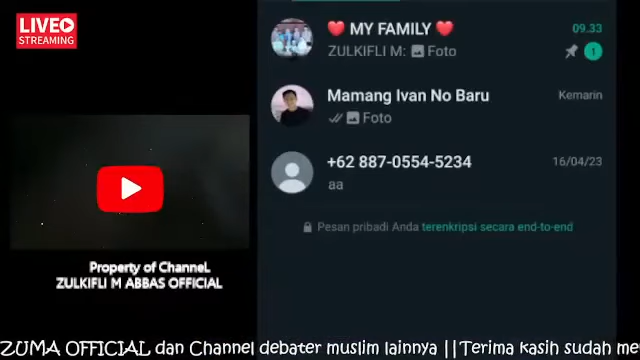 LIVE
STREAMING
❤️ MY FAMILY ❤️
09.33
ZULKIFLI M: Foto
1
Mamang Ivan No Baru
Kemarin
Foto
+62 887-0554-5234
16/04/23
aa
Pesan pribadi Anda terenkripsi secara end-to-end
Property of ChanneL
ZULKIFLI M ABBAS OFFICIAL
ZUMA OFFICIAL dan Channel debater muslim lainnya ||Terima kasih sudah me